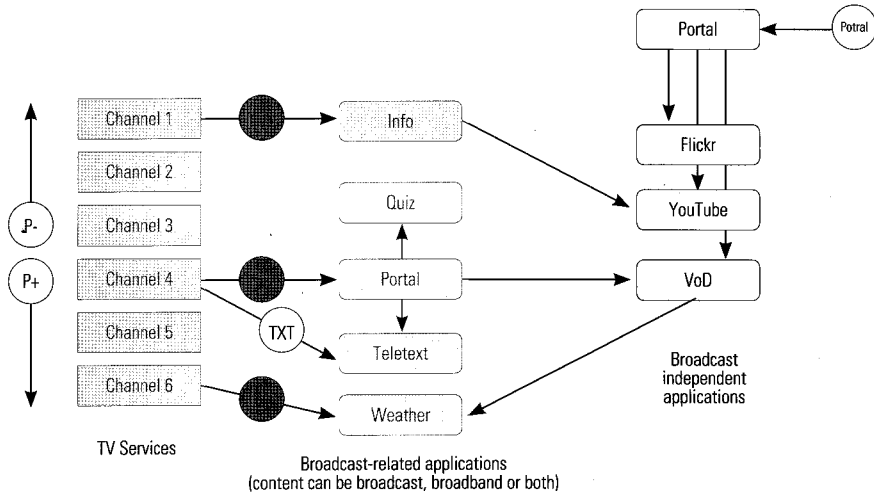 Portal
Potral
Channel 1
Info
Channel 2
Flickr
Quiz
YouTube
Channel 3
P-
Channel 4
P+
Portal
VoD
TXT
Channel 5
Teletext
Channel 6
Weather
Broadcast
independent
applications
TV Services
Broadcast-related applications
(content can be broadcast, broadband or both)